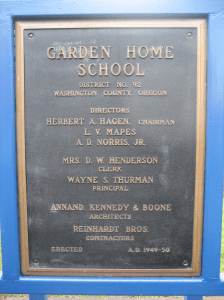 GARDEN HOME
SCHOOL
DISTRICT NO. 92
WASHINGTON COUNTY, OREGON
DIRECTORS
HERBERT A. HAGEN, CHAIRMAN
L. V. MAPES
A. D. NORRIS, JR.
MRS. D. W. HENDERSON
CLERK
WAYNE S. THURMAN
PRINCIPAL
ANNAND, KENNEDY & BOONE
ARCHITECTS
REINHARDT BROS.
CONTRACTORS
ERECTED A.D. 1949-50